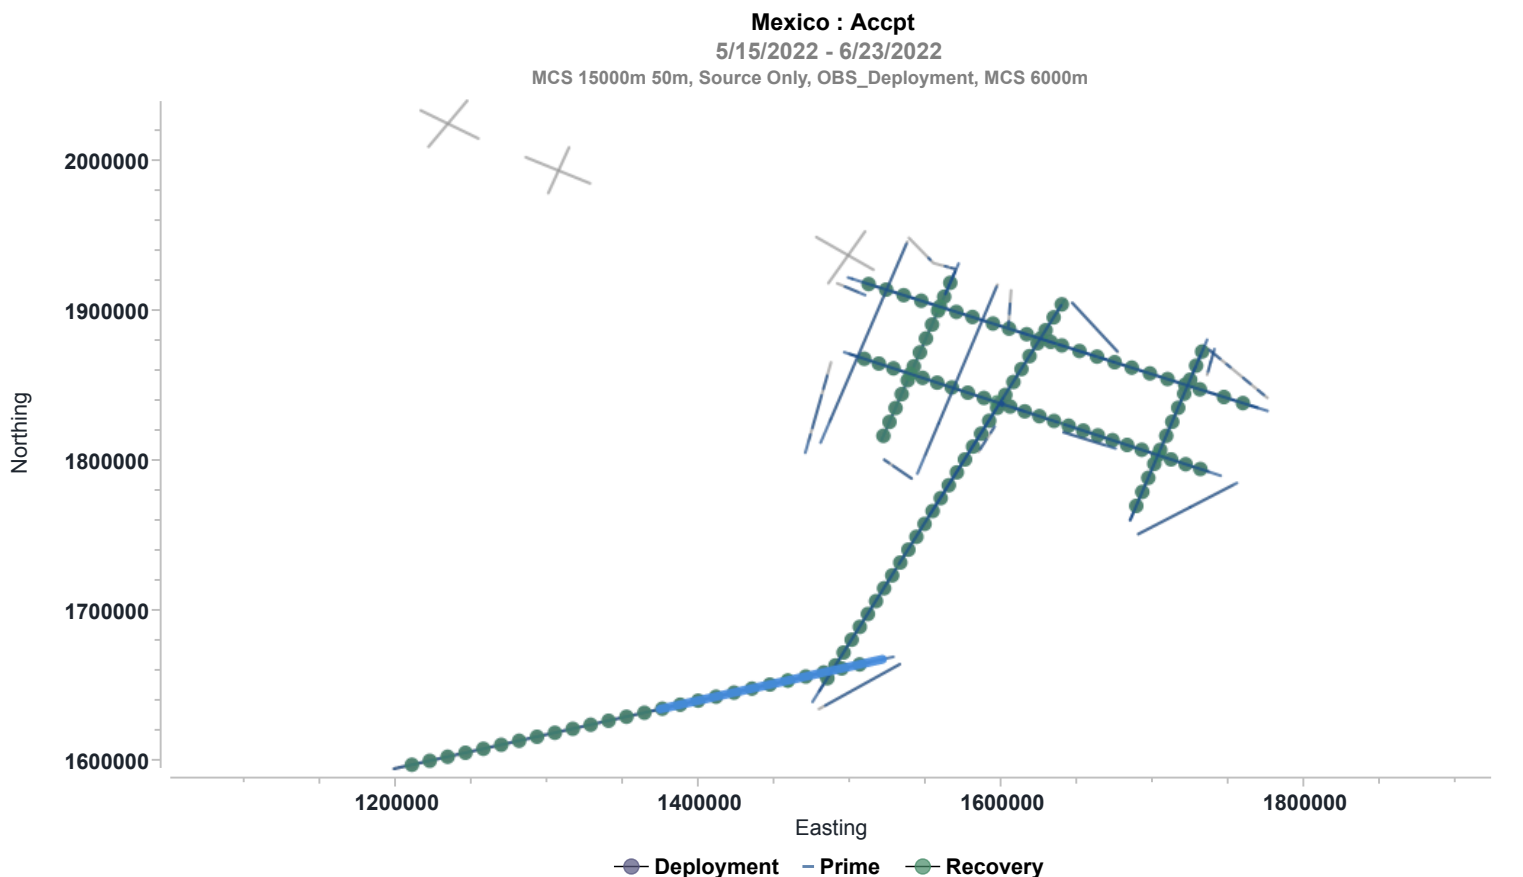 Mexico : Accpt
5/15/2022 - 6/23/2022
MCS 15000m 50m, Source Only, OBS_Deployment, MCS 6000m
2000000
1900000
1800000
1700000
1600000
Northing
1200000 1400000 1600000 1800000
Easting
Deployment Prime Recovery